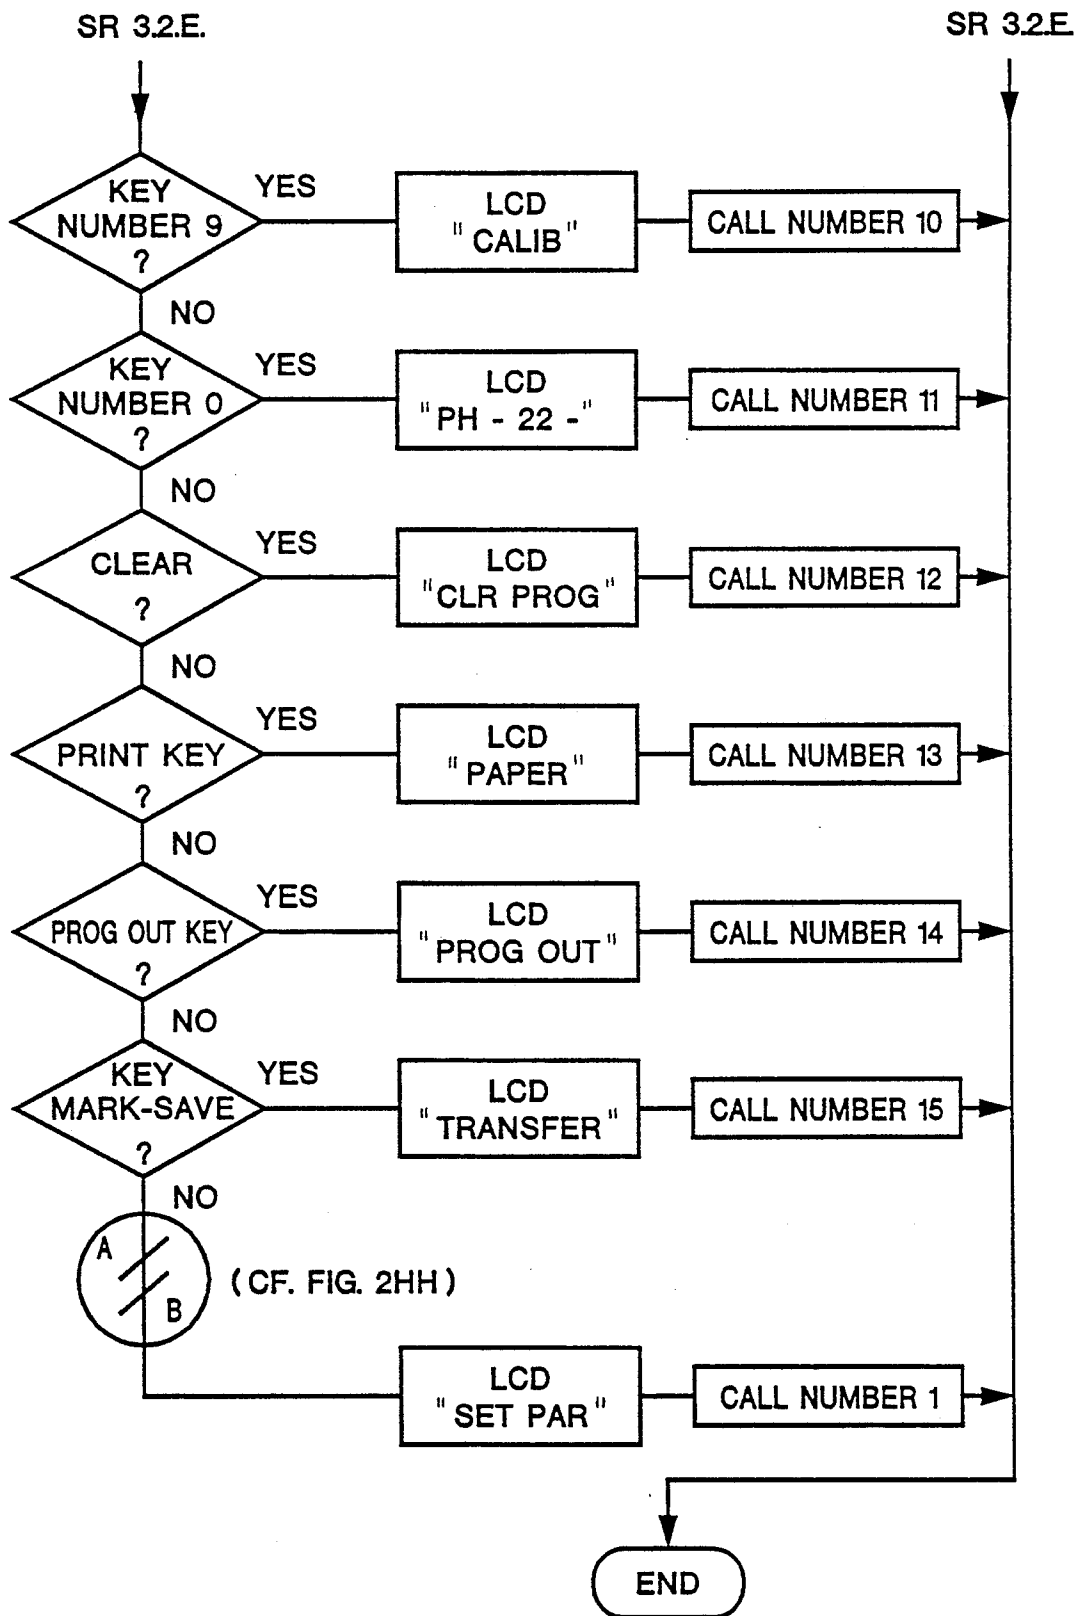 SR 3.2.E.
SR 3.2.E.
KEY
NUMBER 9
?
YES
LCD
"CALIB"
CALL NUMBER 10
NO
KEY
NUMBER 0
?
YES
LCD
"PH - 22 -"
CALL NUMBER 11
NO
CLEAR
?
YES
LCD
"CLR PROG"
CALL NUMBER 12
NO
PRINT KEY
?
YES
LCD
"PAPER"
CALL NUMBER 13
NO
PROG OUT KEY
?
YES
LCD
"PROG OUT"
CALL NUMBER 14
NO
KEY
MARK-SAVE
?
YES
LCD
"TRANSFER"
CALL NUMBER 15
NO
A
B
(CF. FIG. 2HH)
LCD
"SET PAR"
CALL NUMBER 1
END